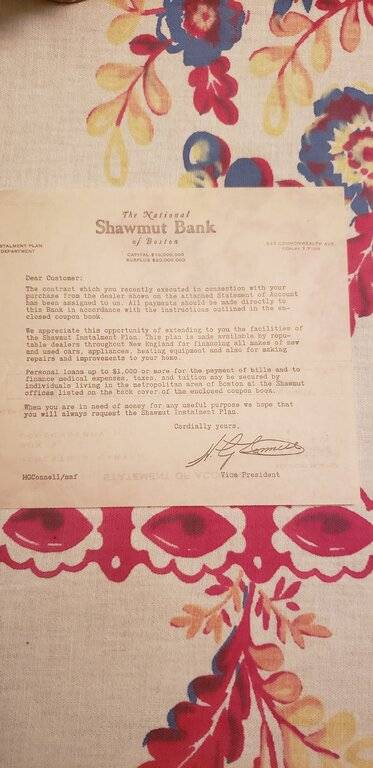 The National
Shawmut Bank
of Boston
STALMENT PLAN
DEPARTMENT
CAPITAL $10,000,000
SURPLUS $20,000,000
COMMONWEALTH AVE.
Dear Customer:
The contract which you recently executed in connection with your
purchase from the dealer shown on the attached Statement of Account
has been assigned to us. All payments should be made directly to
this Bank in accordance with the instructions outlined in the en-
closed coupon book.
We appreciate this opportunity of extending to you the facilities of
the Shawmut Instalment Plan. This plan is made available by repu-
table dealers throughout New England for financing all makes of new
and used cars, appliances, heating equipment and also for making
repairs and improvements to your home.
Personal loans up to $1,000 or more for the payment of bills and to
finance medical expenses, taxes, and tuition may be secured by
individuals living in the metropolitan area of Boston at the Shawmut
offices listed on the back cover of the enclosed coupon book.
When you are in need of money for any useful purpose we hope that
you will always request the Shawmut Instalment Plan.
Cordially yours,
H G Connell
HGConnell/smf
Vice President
STATEMENT OF ACCOUNT